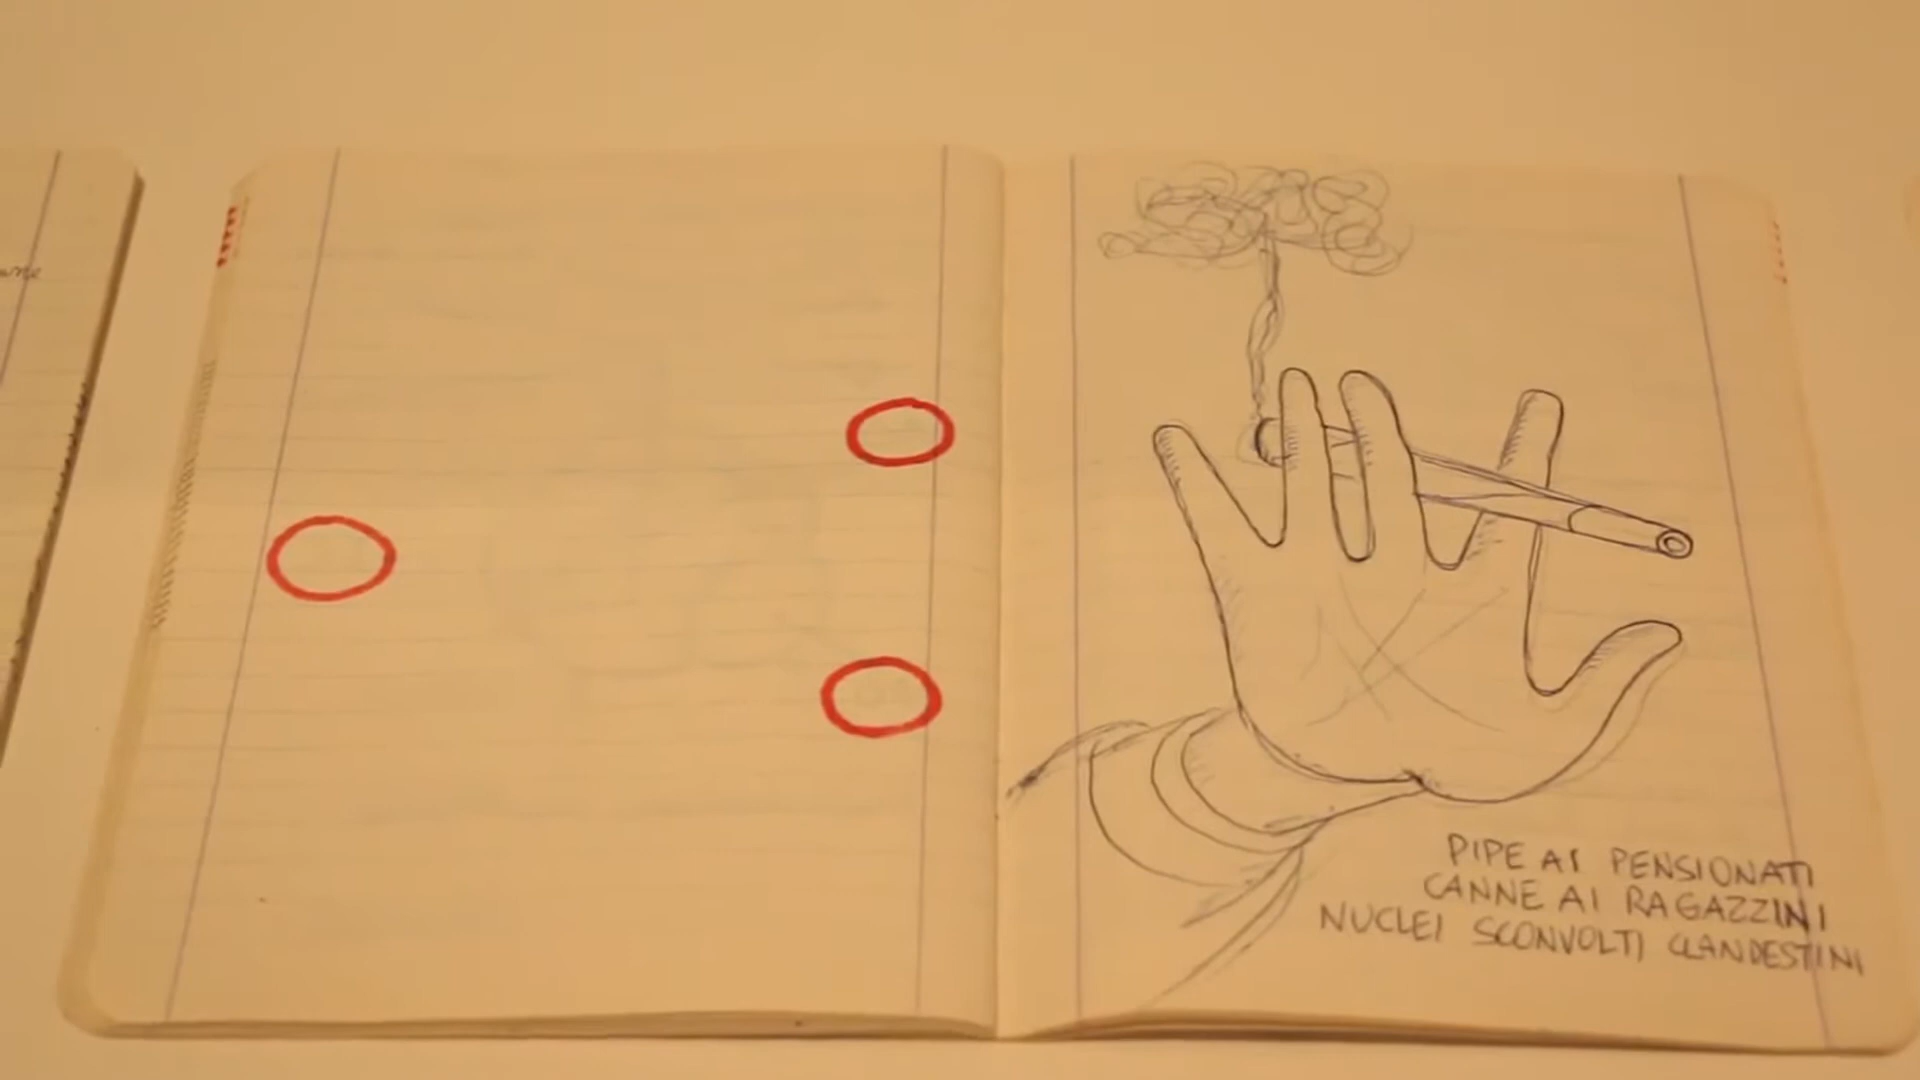 PIPE AI PENSIONATI
CANNE AI RAGAZZINI
NUCLEI SCONVOLTI CLANDESTINI